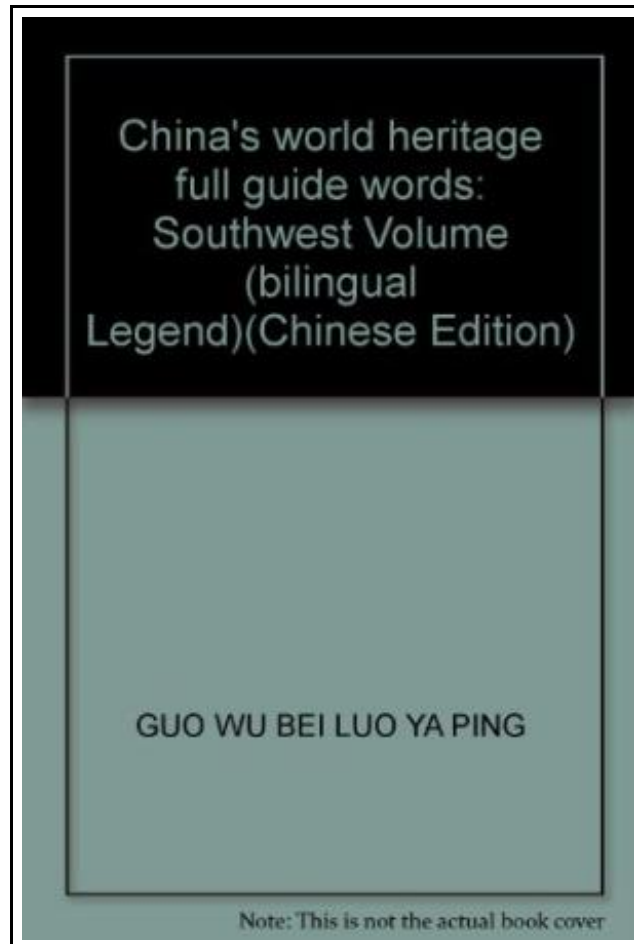 China's world heritage
full guide words:
Southwest Volume
(bilingual
Legend)(Chinese Edition)
GUO WU BEI LUO YA PING
Note: This is not the actual book cover